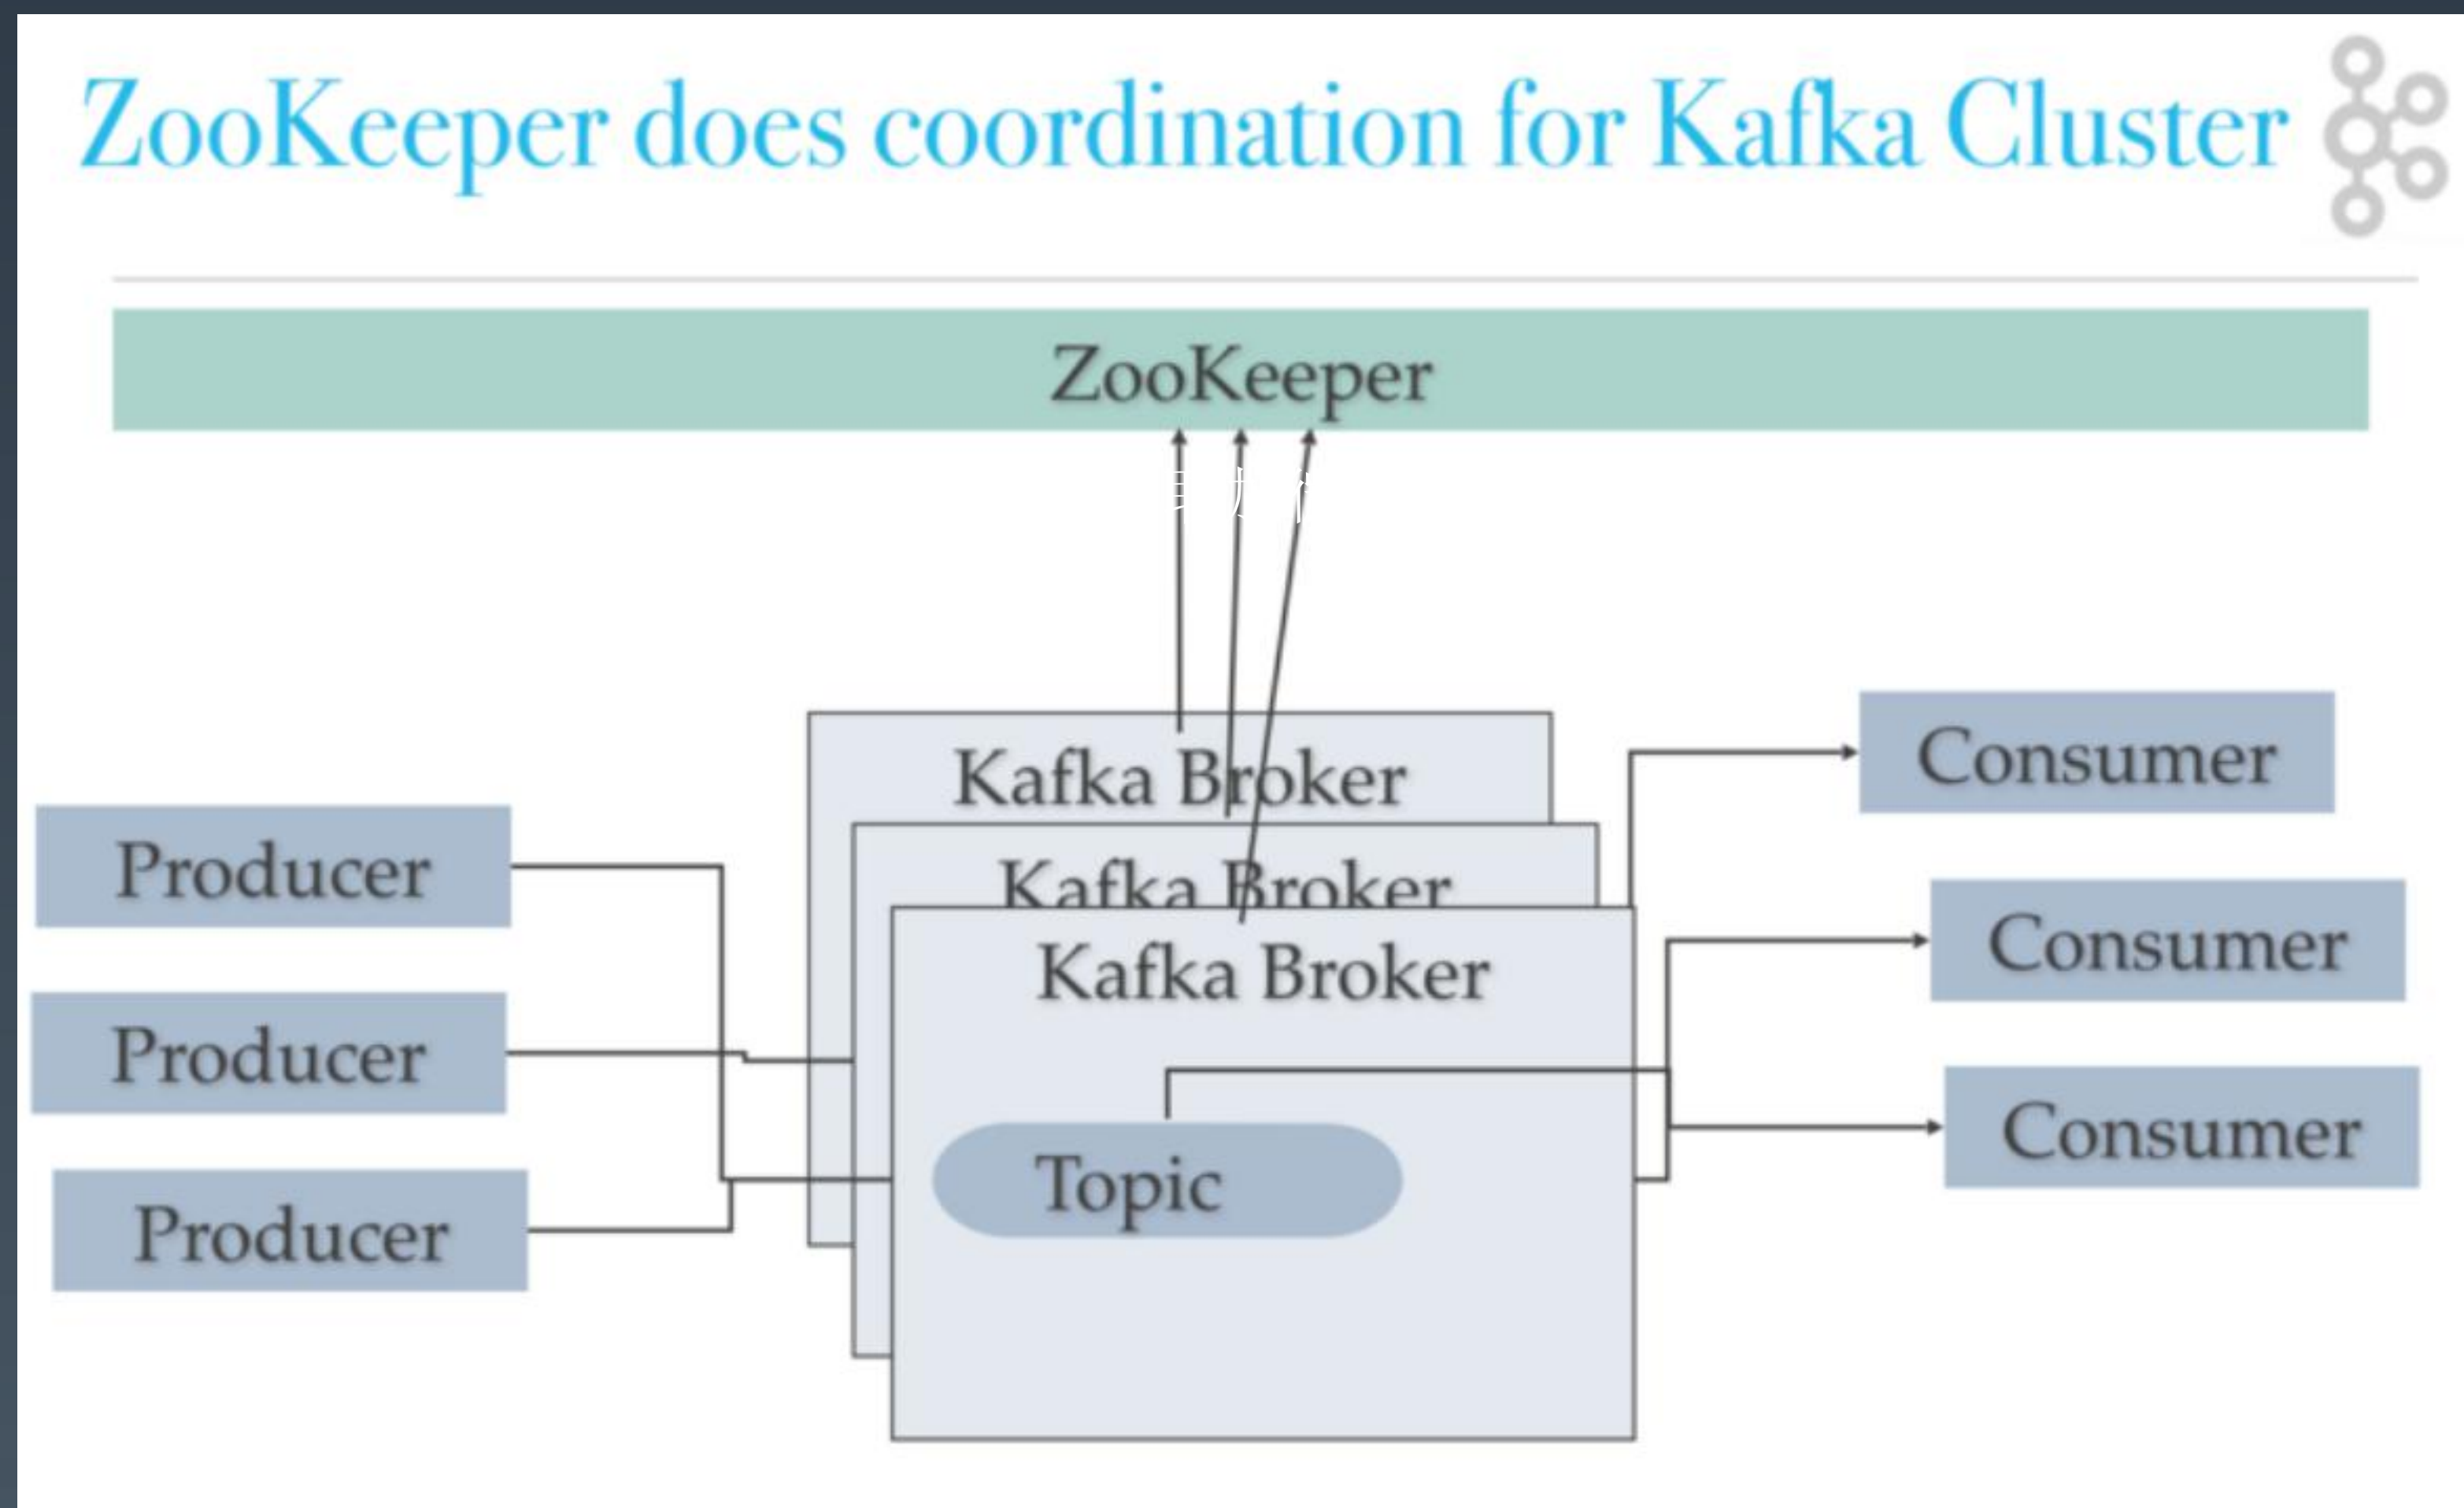 ZooKeeper does coordination for Kafka Cluster
ZooKeeper
Kafka Broker
Kafka Broker
Kafka Broker
Topic
Producer
Producer
Producer
Consumer
Consumer
Consumer